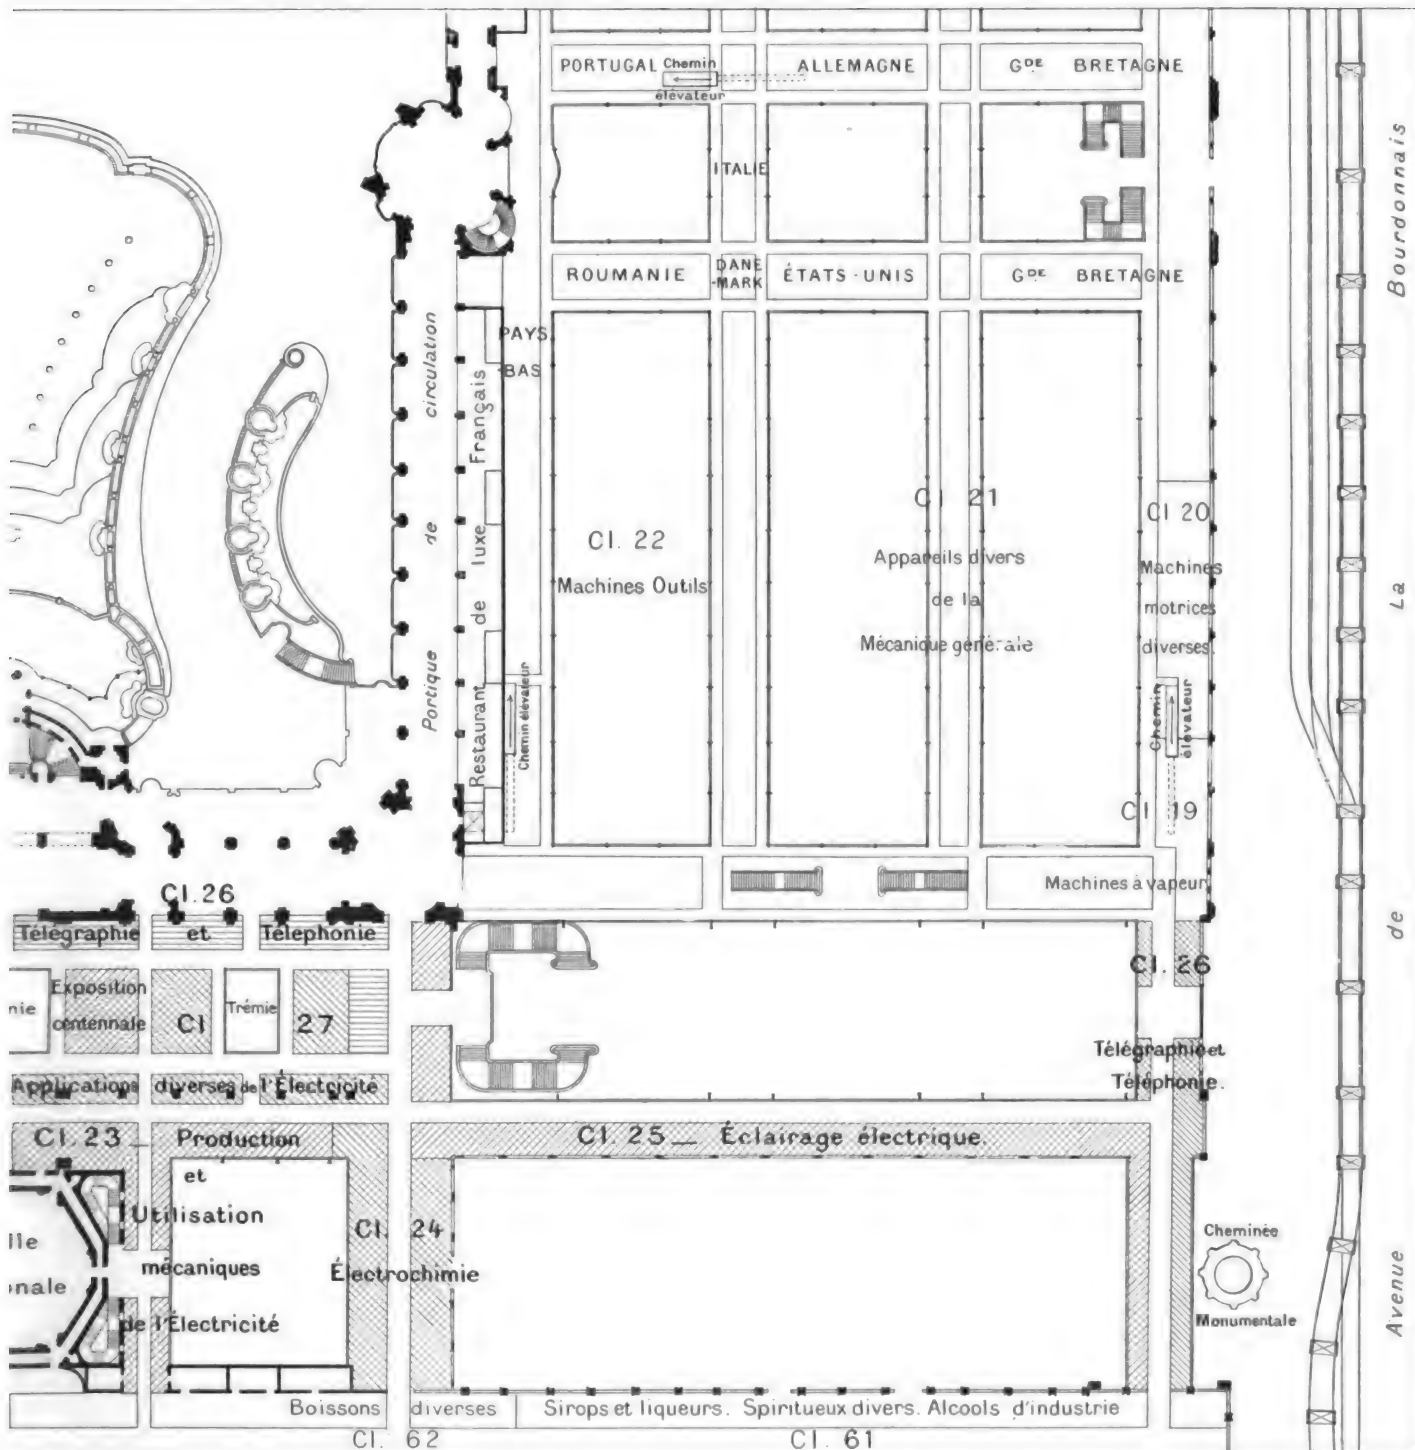 PORTUGAL
Chemin
élévateur
ALLEMAGNE
GDE BRETAGNE
ITALIE
ROUMANIE
DANE
-MARK
ÉTATS-UNIS
GDE BRETAGNE
PAYS
BAS
Portique de circulation
Restaurant de luxe Français
Chemin élévateur
Cl. 22
Machines Outils
Cl. 21
Appareils divers
de la
Mécanique générale
Cl 20
Machines
motrices
diverses.
Chemin
élévateur
Cl. 19
Machines à vapeur
Avenue de La Bourdonnais
Cl. 26
Télégraphie et Télephonie
Exposition
centennale
nie
Cl 27
Trémie
Applications diverses de l'Électricité
Cl. 26
Télégraphie et
Téléphonie.
Cl. 23 _ Production
et
Utilisation
mécaniques
de l'Électricité
lle
onale
Cl. 24
Électrochimie
Cl. 25 _ Éclairage électrique.
Cheminée
Monumentale
Boissons diverses
Sirops et liqueurs. Spiritueux divers. Alcools d'industrie
Cl. 62
Cl. 61